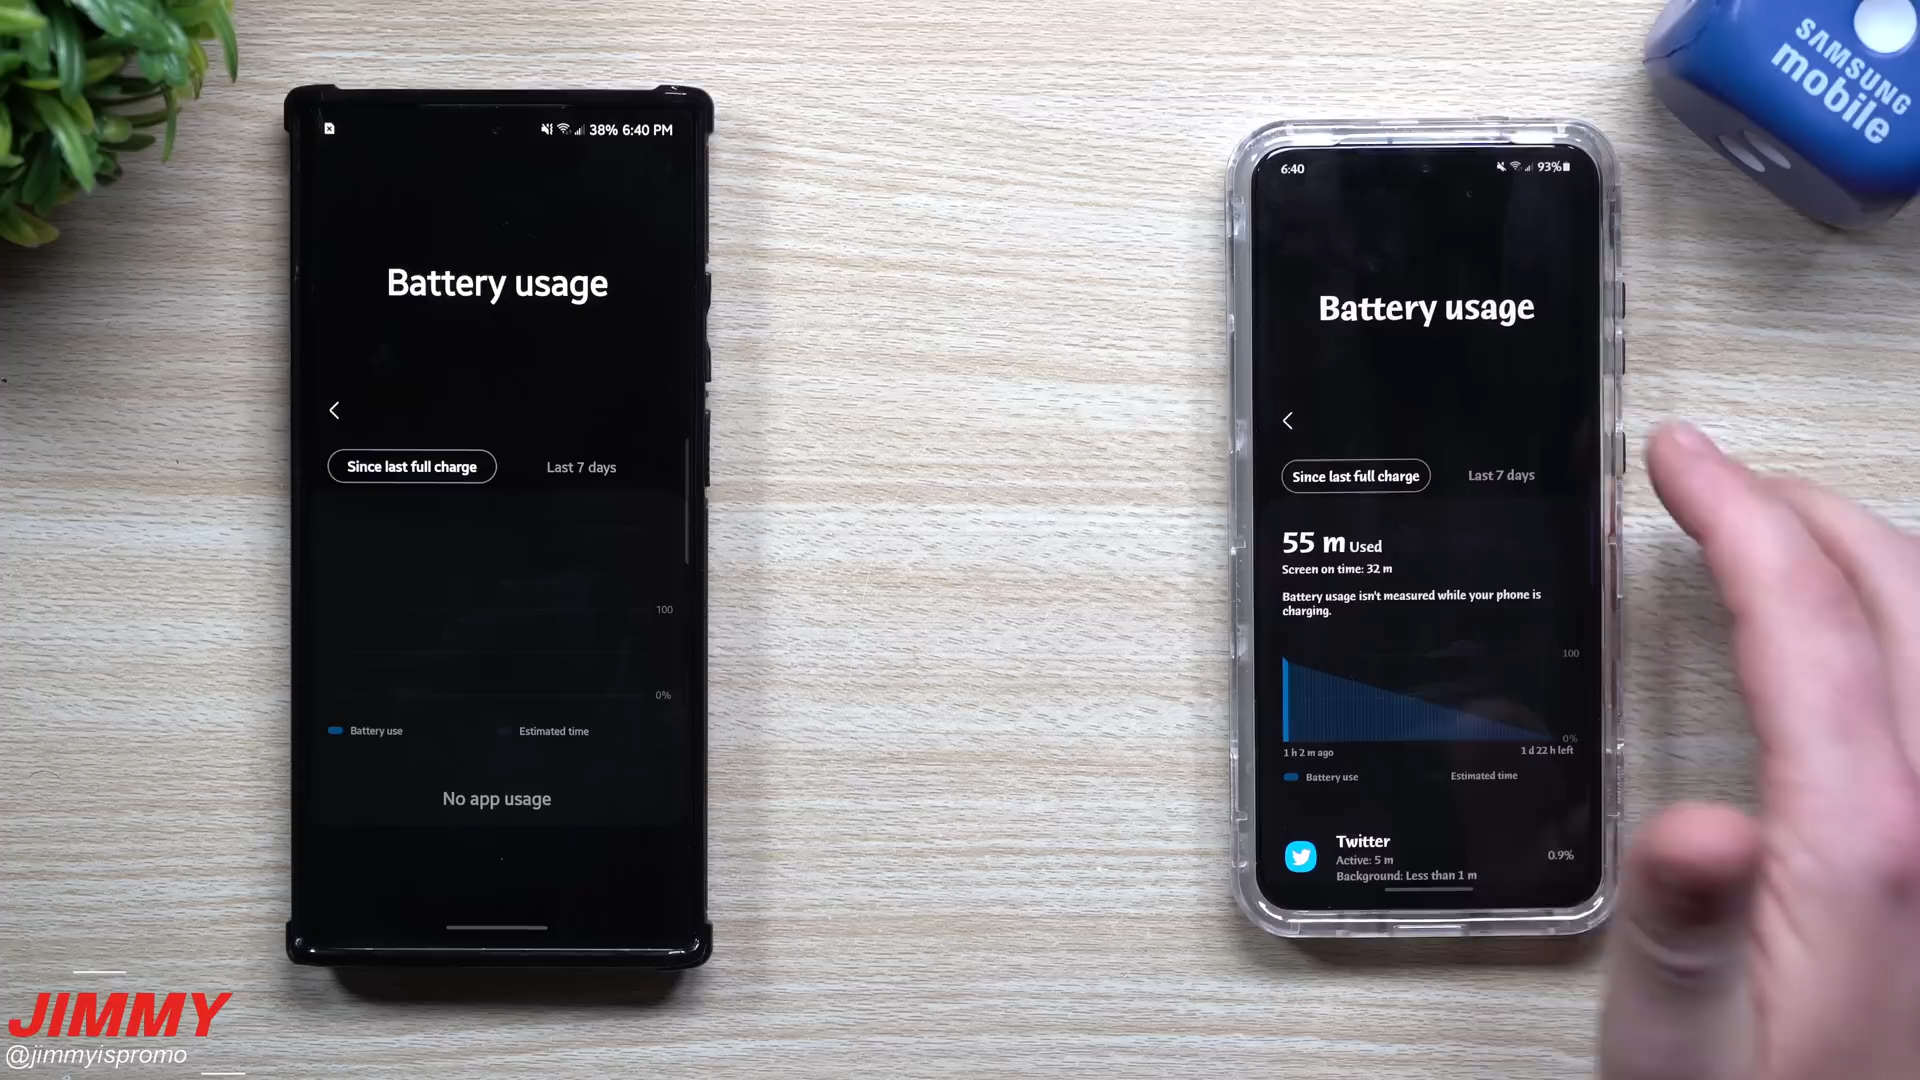 38% 6:40 PM
Battery usage
Since last full charge
Last 7 days
100
0%
Battery use
Estimated time
No app usage
6:40
93%
Battery usage
Since last full charge
Last 7 days
55 m Used
Screen on time: 32 m
Battery usage isn't measured while your phone is
charging.
100
0%
1 h 2 m ago
1 d 22 h left
Battery use
Estimated time
Twitter
Active: 5 m
Background: Less than 1 m
0.9%
SAMSUNG
mobile
JIMMY
@jimmyispromo